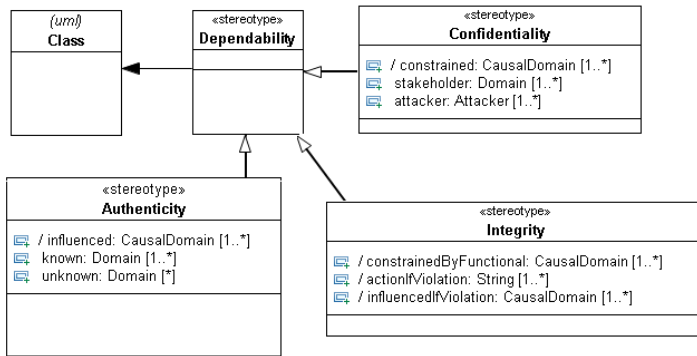 (uml)
Class
«stereotype»
Dependability
«stereotype»
Confidentiality
/ constrained: CausalDomain [1..*]
stakeholder: Domain [1..*]
attacker: Attacker [1..*]
«stereotype»
Authenticity
/ influenced: CausalDomain [1..*]
known: Domain [1..*]
unknown: Domain [*]
«stereotype»
Integrity
/ constrainedByFunctional: CausalDomain [1..*]
/ actionIfViolation: String [1..*]
/ influencedIfViolation: CausalDomain [1..*]